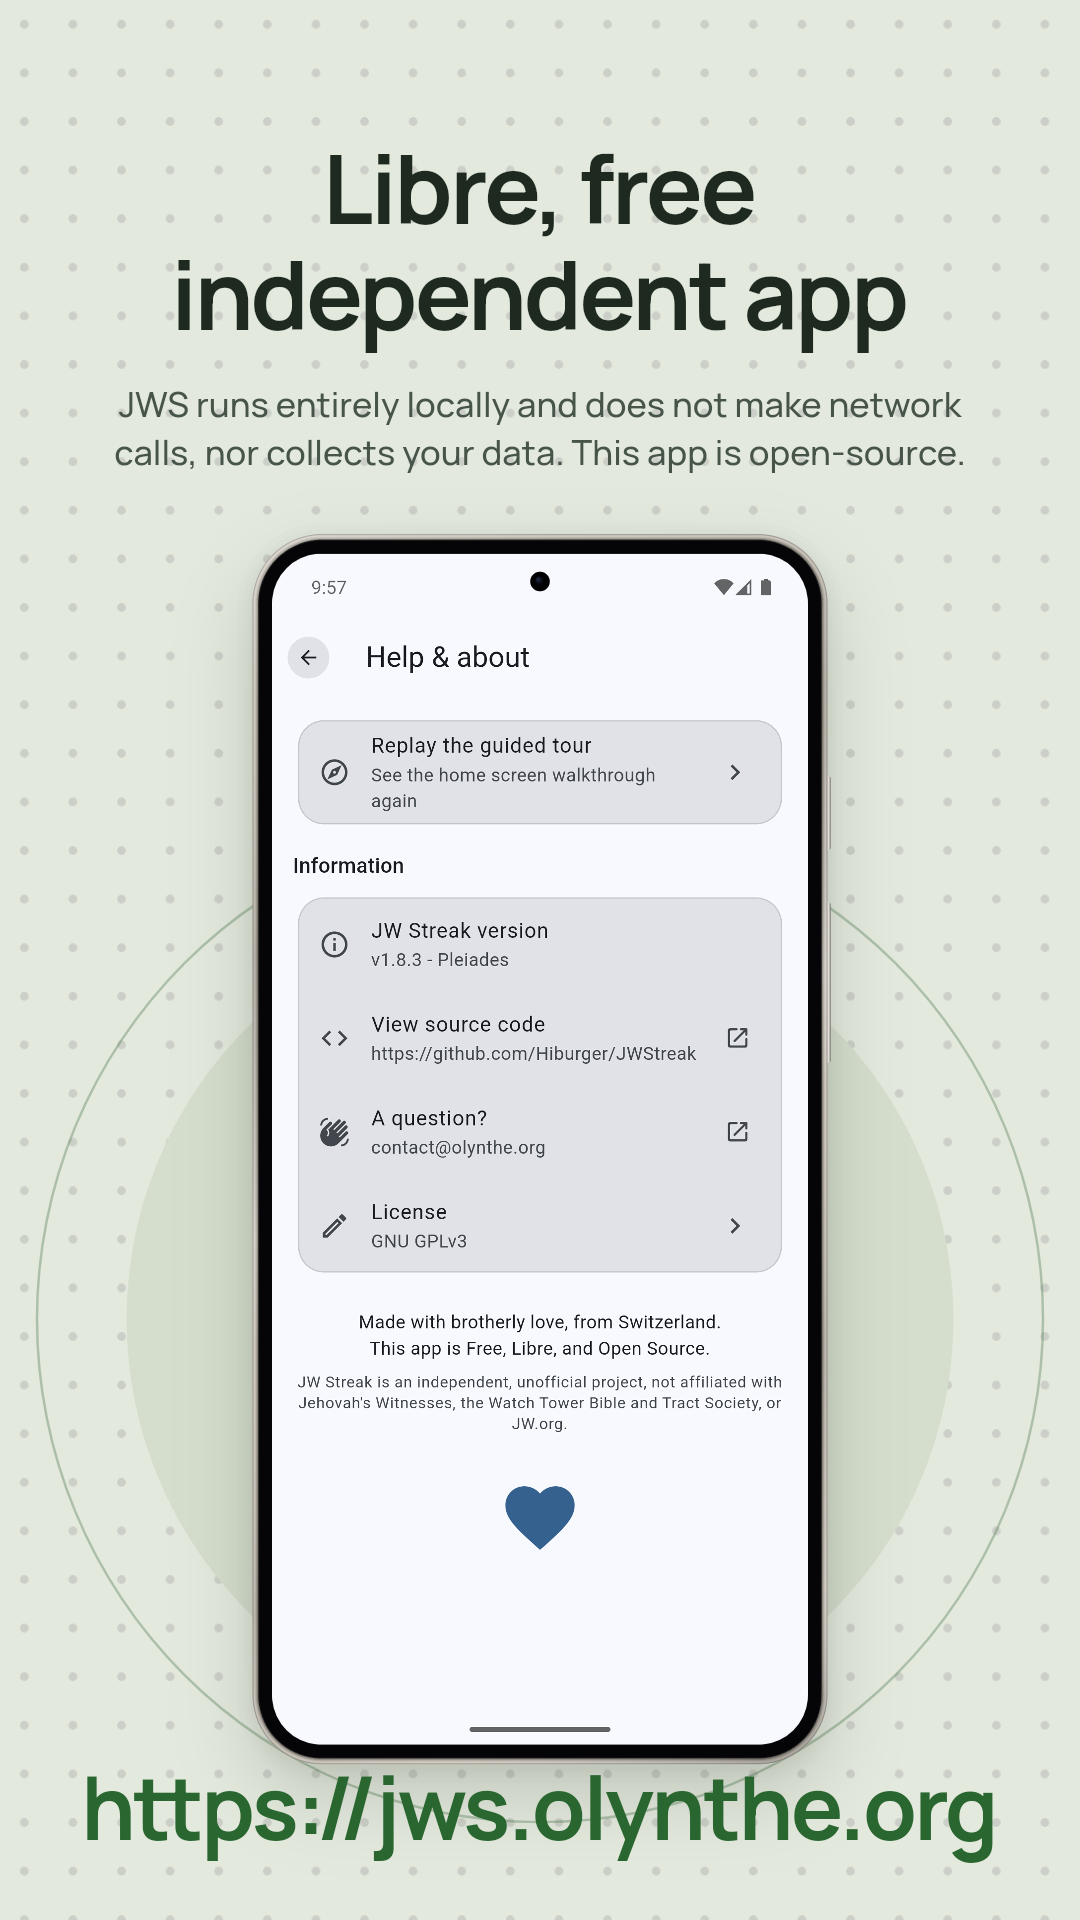 Libre, free
independent app
JWS runs entirely locally and does not make network
calls, nor collects your data. This app is open-source.
9:57
Help & about
Replay the guided tour
See the home screen walkthrough
again
Information
JW Streak version
v1.8.3 - Pleiades
View source code
https://github.com/Hiburger/JWStreak
A question?
contact@olynthe.org
License
GNU GPLv3
Made with brotherly love, from Switzerland.
This app is Free, Libre, and Open Source.
JW Streak is an independent, unofficial project, not affiliated with
Jehovah's Witnesses, the Watch Tower Bible and Tract Society, or
JW.org.
https://jws.olynthe.org